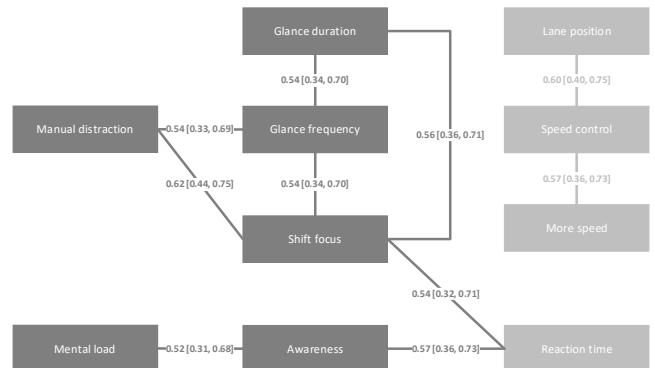 Glance duration
Lane position
0.54 [0.34, 0.70]
0.60 [0.40, 0.75]
Manual distraction
0.54 [0.33, 0.69]
Glance frequency
0.56 [0.36, 0.71]
Speed control
0.62 [0.44, 0.75]
0.54 [0.34, 0.70]
0.57 [0.36, 0.73]
Shift focus
More speed
0.54 [0.32, 0.71]
Mental load
0.52 [0.31, 0.68]
Awareness
0.57 [0.36, 0.73]
Reaction time